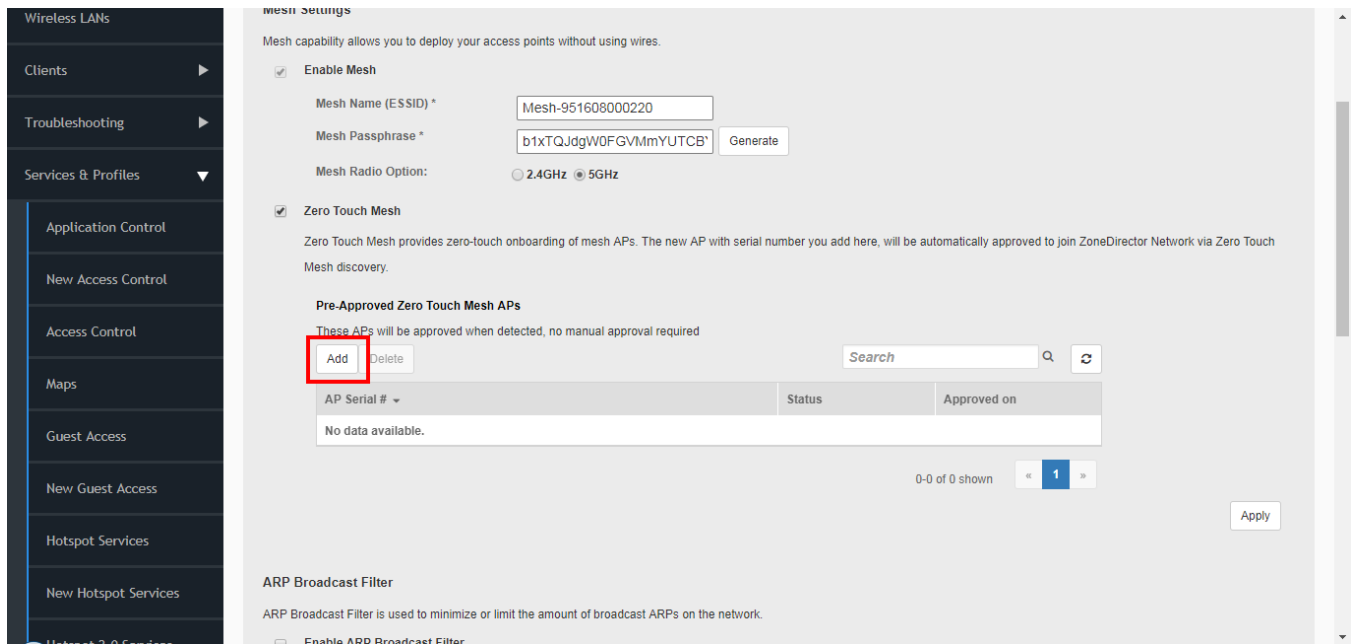 Wireless LANs
Clients
Troubleshooting
Services & Profiles
Application Control
New Access Control
Access Control
Maps
Guest Access
New Guest Access
Hotspot Services
New Hotspot Services
Hotspot 2.0 Services
Mesh Settings
Mesh capability allows you to deploy your access points without using wires.
Enable Mesh
Mesh Name (ESSID) * Mesh-951608000220
Mesh Passphrase * b1xTQJdgW0FGVMmYUTCBY Generate
Mesh Radio Option: 2.4GHz 5GHz
Zero Touch Mesh
Zero Touch Mesh provides zero-touch onboarding of mesh APs. The new AP with serial number you add here, will be automatically approved to join ZoneDirector Network via Zero Touch
Mesh discovery.
Pre-Approved Zero Touch Mesh APs
These APs will be approved when detected, no manual approval required
Add Delete Search
AP Serial # Status Approved on
No data available.
0-0 of 0 shown « 1 »
Apply
ARP Broadcast Filter
ARP Broadcast Filter is used to minimize or limit the amount of broadcast ARPs on the network.
Enable ARP Broadcast Filter